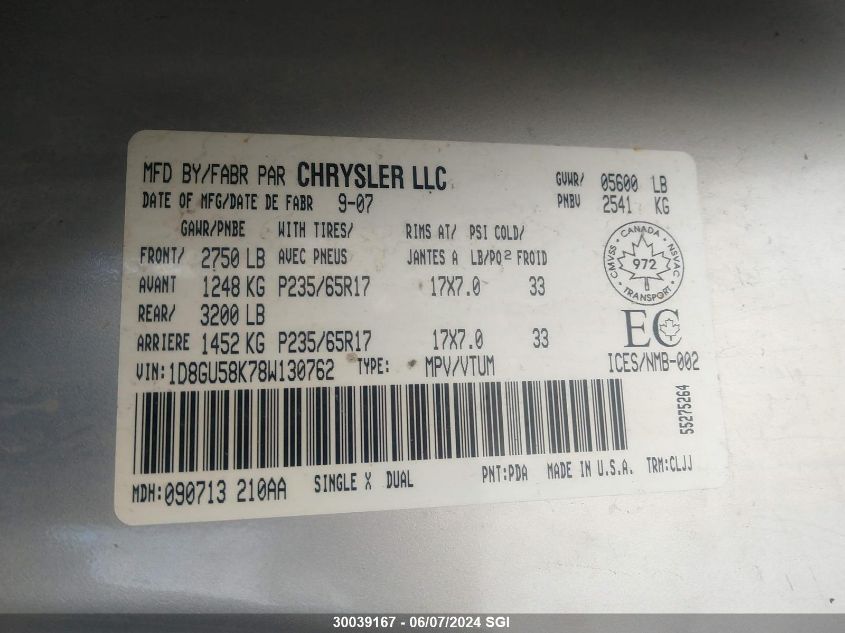 MFD BY/FABR PAR CHRYSLER LLC GVWR/ 05600 LB
DATE OF MFG/DATE DE FABR 9-07 PNBV 2541 KG
GAWR/PNBE WITH TIRES/ RIMS AT/ PSI COLD/
FRONT/ 2750 LB AVEC PNEUS JANTES A LB/PO² FROID
AVANT 1248 KG P235/65R17 17X7.0 33
REAR/ 3200 LB
ARRIERE 1452 KG P235/65R17 17X7.0 33
VIN:1D8GU58K78W130762 TYPE: MPV/VTUM
CANADA
CMVSS 972 NSVAC
TRANSPORT
EC
ICES/NMB-002
55275264
MDH:090713 210AA SINGLE X DUAL PNT:PDA MADE IN U.S.A. TRM:CLJJ
30039167 - 06/07/2024 SGI